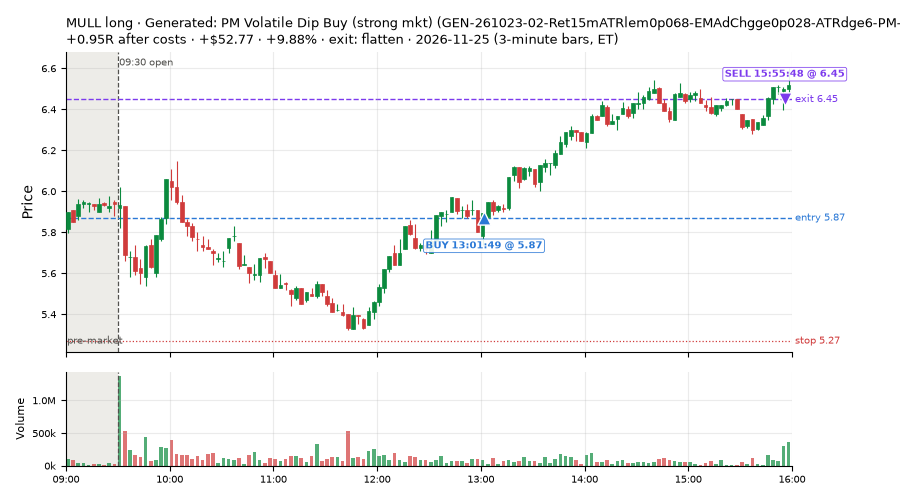 MULL long · Generated: PM Volatile Dip Buy (strong mkt) (GEN-261023-02-Ret15mATRlem0p068-EMAdChgge0p028-ATRdge6-PM-
+0.95R after costs · +$52.77 · +9.88% · exit: flatten · 2026-11-25 (3-minute bars, ET)
09:30 open
SELL 15:55:48 @ 6.45
6.6
6.4
6.2
6.0
5.8
5.6
5.4
Price
exit 6.45
entry 5.87
BUY 13:01:49 @ 5.87
pre-market
stop 5.27
1.0M
500k
0k
Volume
09:00
10:00
11:00
12:00
13:00
14:00
15:00
16:00